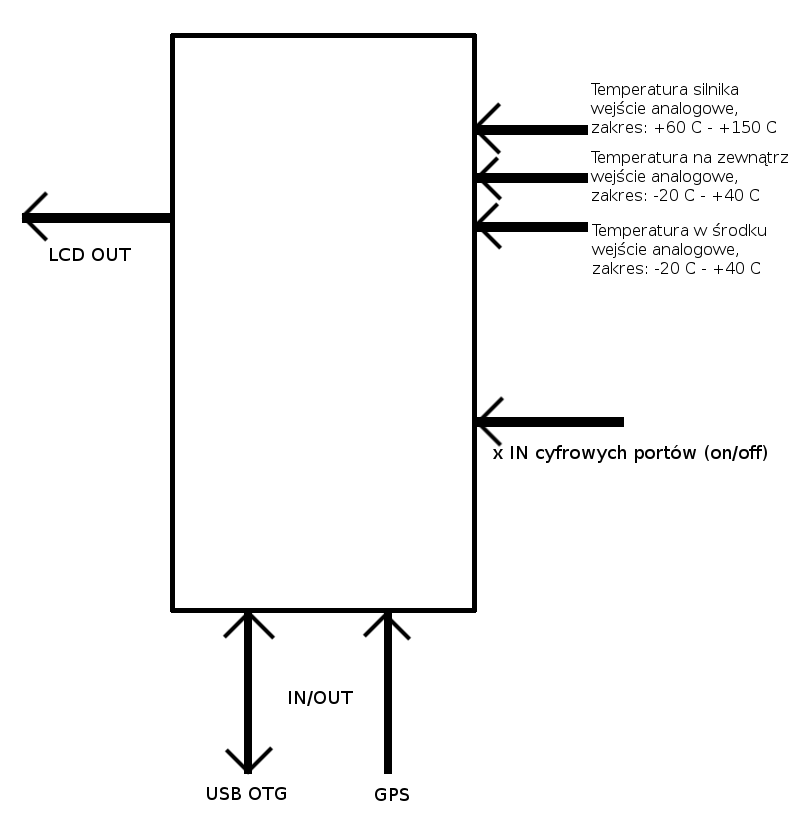 Temperatura silnika
wejście analogowe,
zakres: +60 C - +150 C
Temperatura na zewnątrz
wejście analogowe,
zakres: -20 C - +40 C
Temperatura w środku
wejście analogowe,
zakres: -20 C - +40 C
LCD OUT
x IN cyfrowych portów (on/off)
IN/OUT
USB OTG
GPS